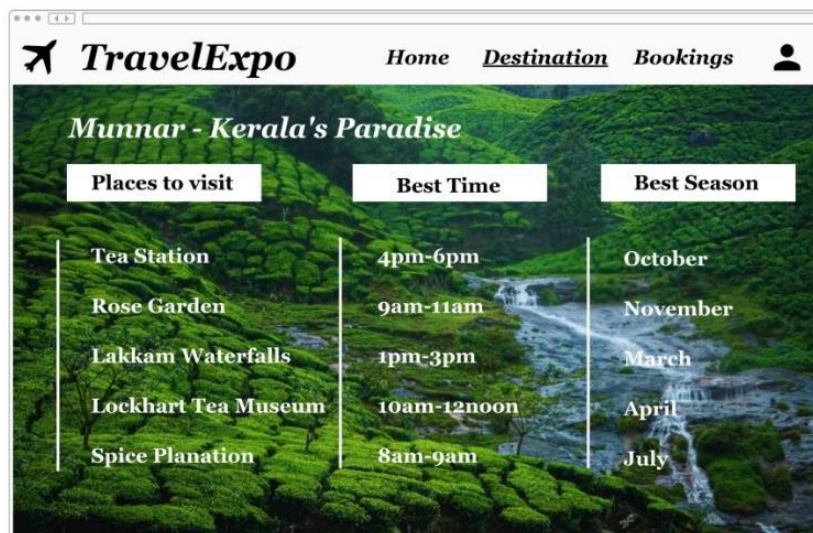 TravelExpo Home Destination Bookings
Munnar - Kerala's Paradise
Places to visit Best Time Best Season
Tea Station 4pm-6pm October
Rose Garden 9am-11am November
Lakkam Waterfalls 1pm-3pm March
Lockhart Tea Museum 10am-12noon April
Spice Planation 8am-9am July